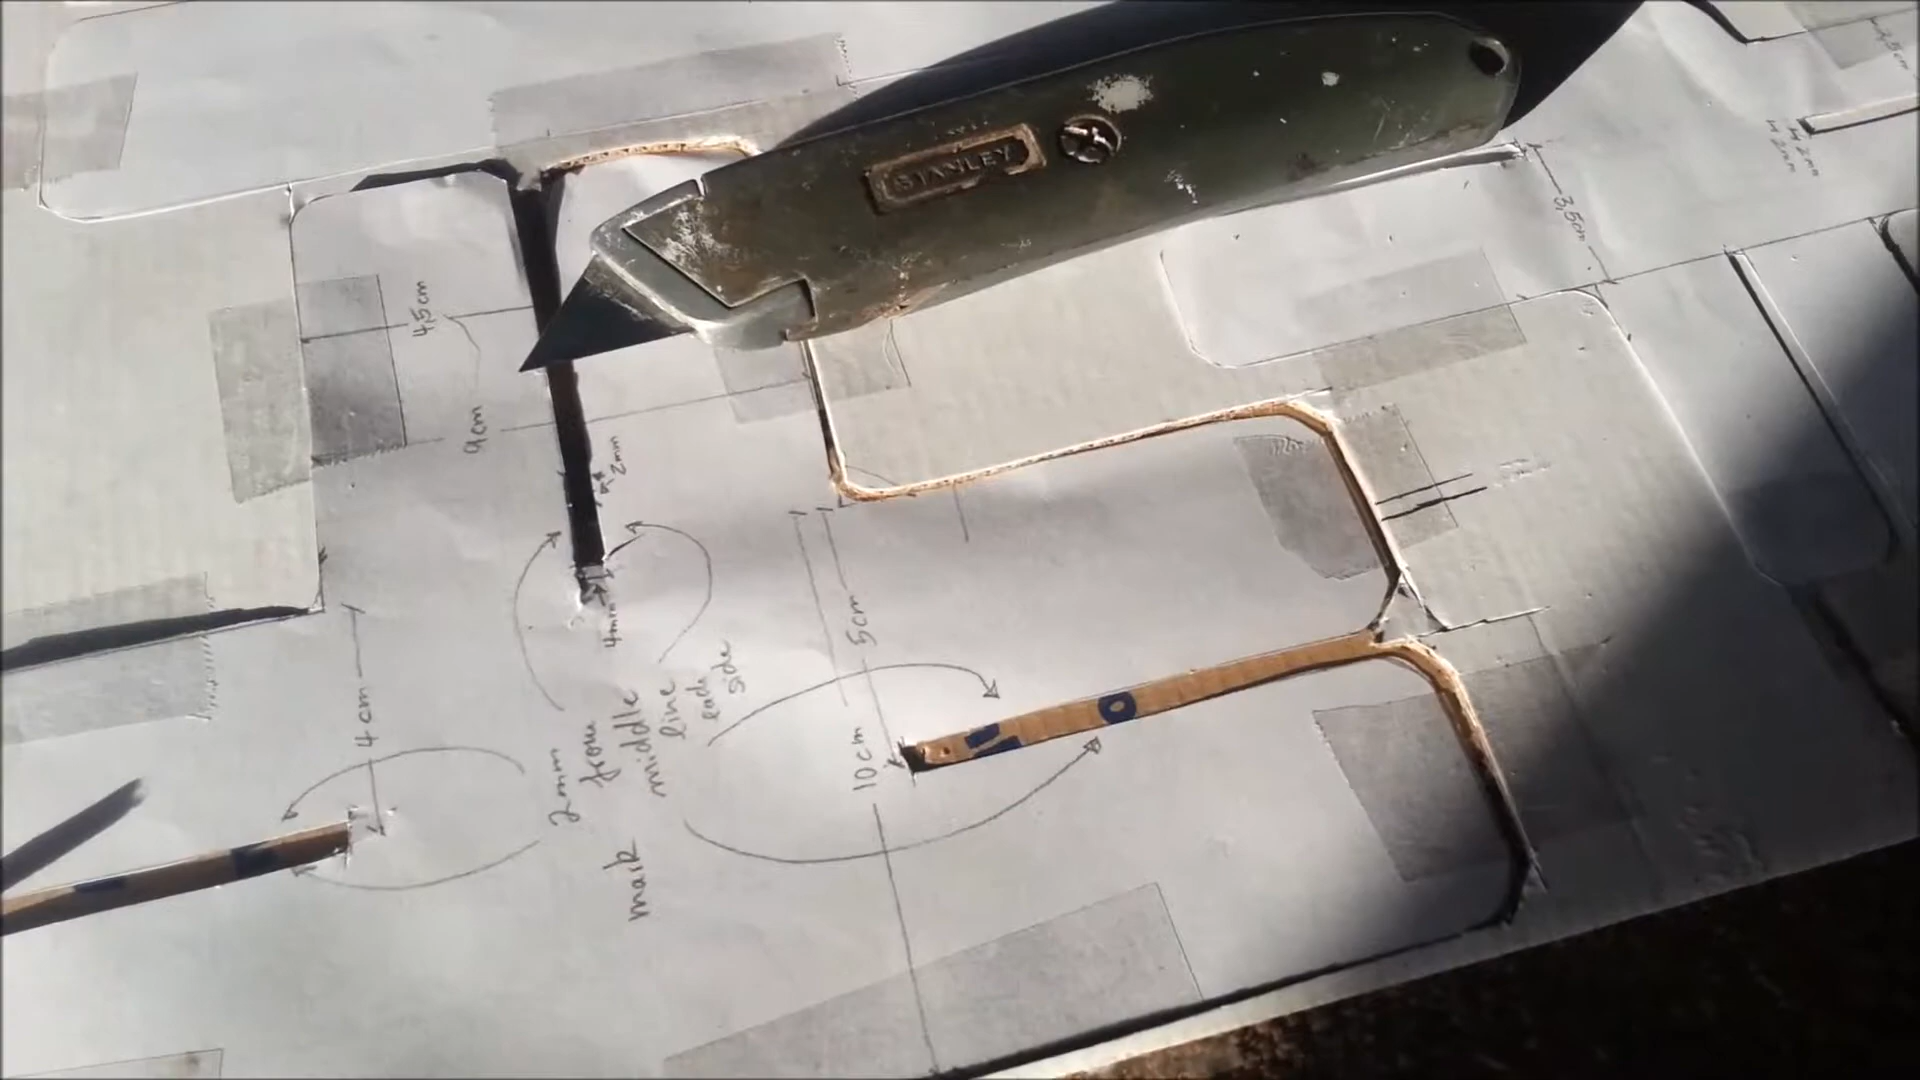 STANLEY
3,5cm
4,5cm
9cm
2mm
4mm
5cm
4cm
10cm
mark
2mm
from
middle
line
each
side